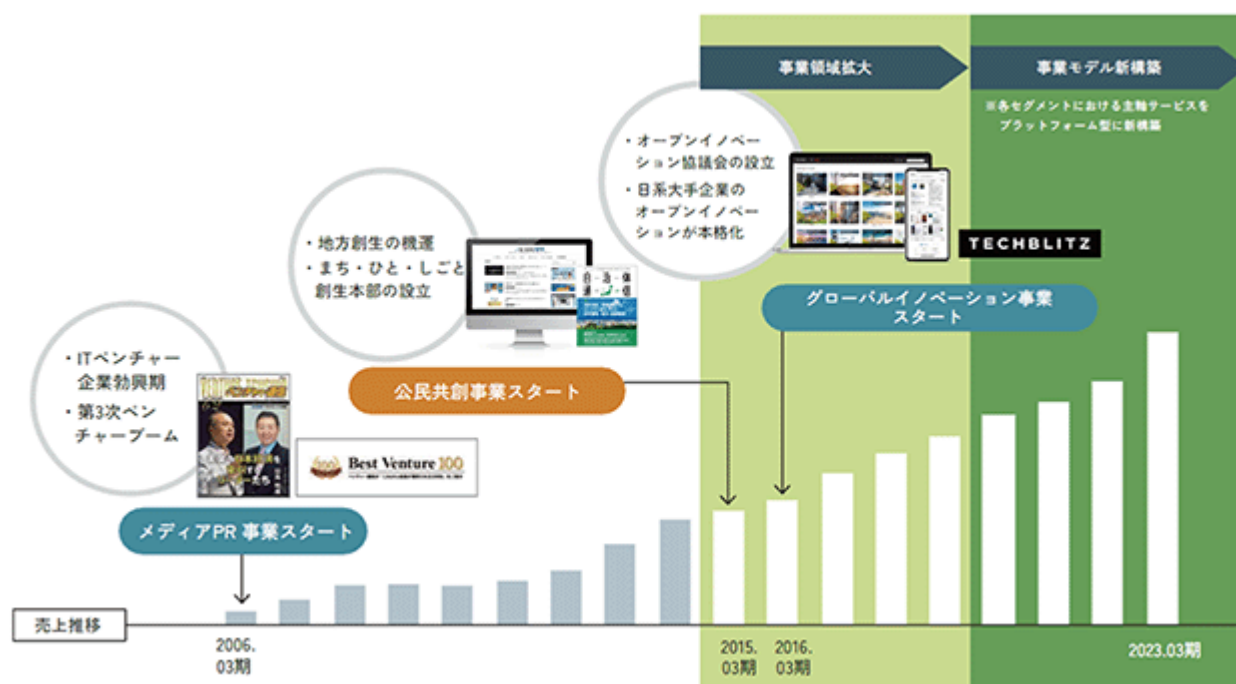 事業領域拡大
事業モデル新構築
※各セグメントにおける主軸サービスを
プラットフォーム型に新構築
・オープンイノベー
ション協議会の設立
・日系大手企業の
オープンイノベー
ションが本格化
TECHBLITZ
・地方創生の機運
・まち・ひと・しごと
創生本部の設立
グローバルイノベーション事業
スタート
・ITベンチャー
企業勃興期
・第3次ベン
チャーブーム
公民共創事業スタート
Best Venture 100
メディアPR 事業スタート
売上推移
2006.
03期
2015.
03期
2016.
03期
2023.03期